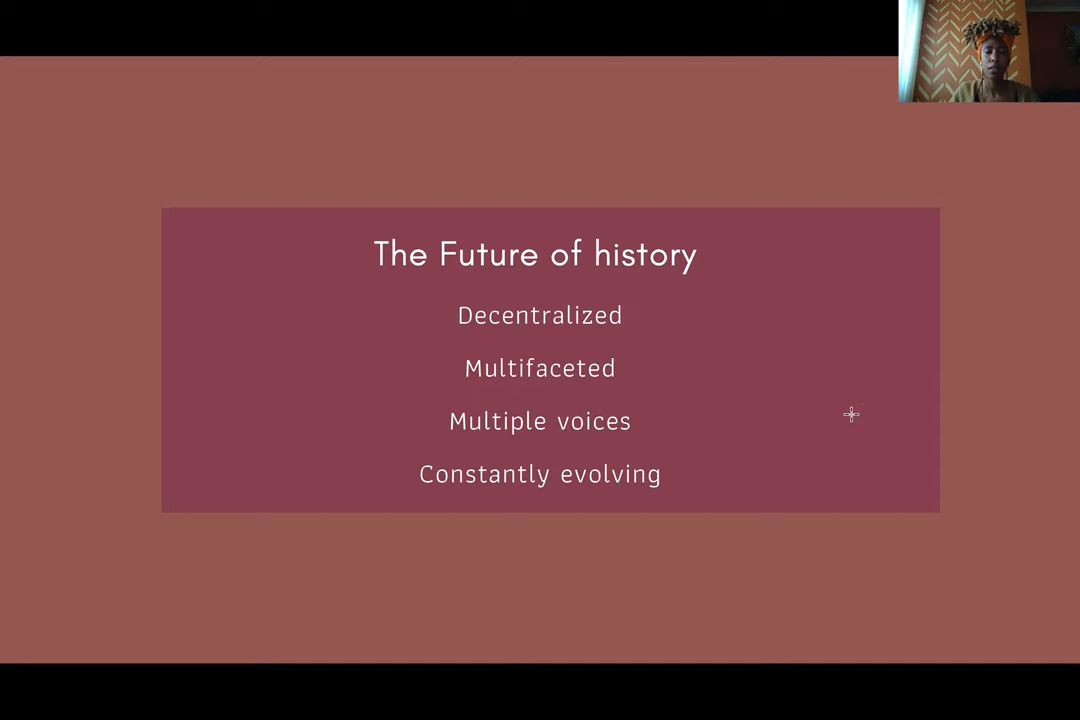 The Future of history
Decentralized
Multifaceted
Multiple voices
Constantly evolving